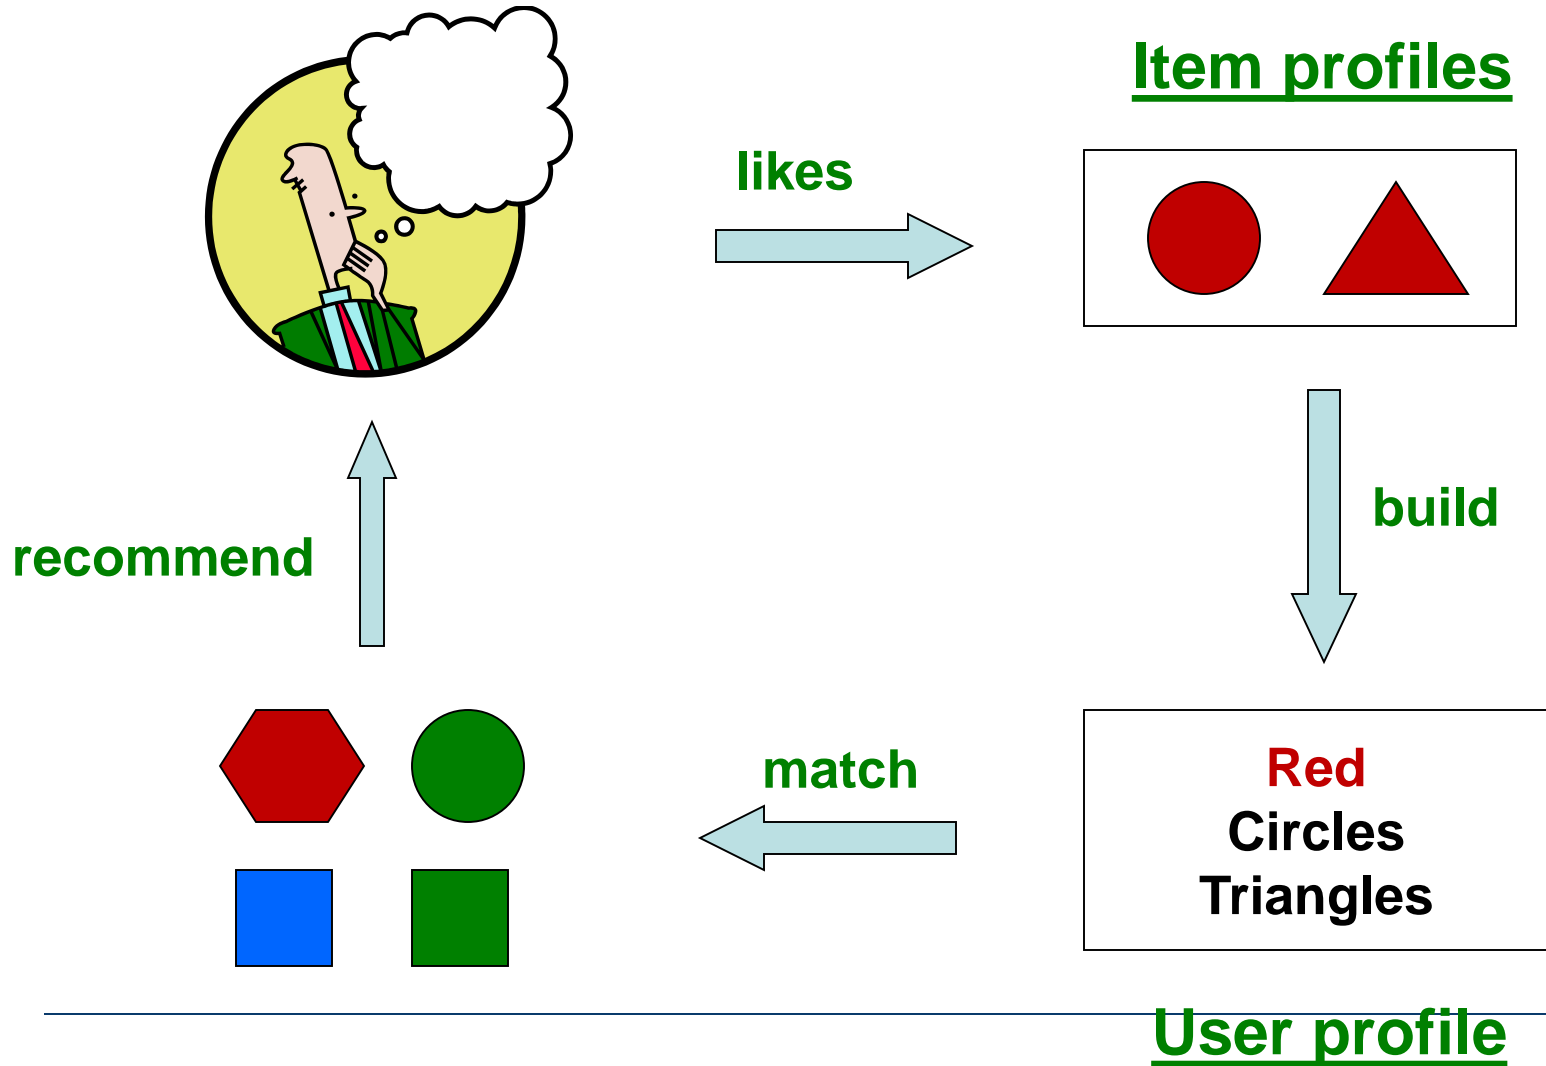 Item profiles
likes
build
recommend
match
Red
Circles
Triangles
User profile